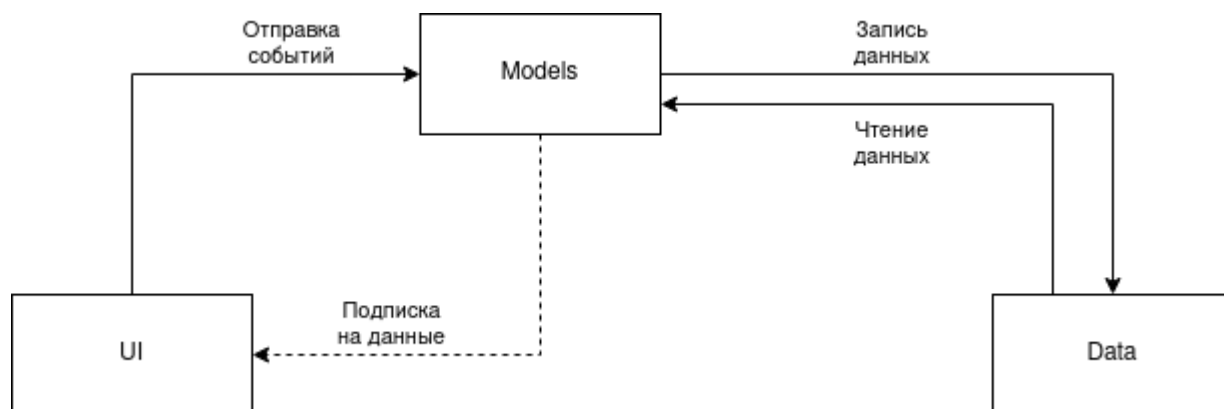 Отправка
событий
Models
Запись
данных
Чтение
данных
Подписка
на данные
UI
Data